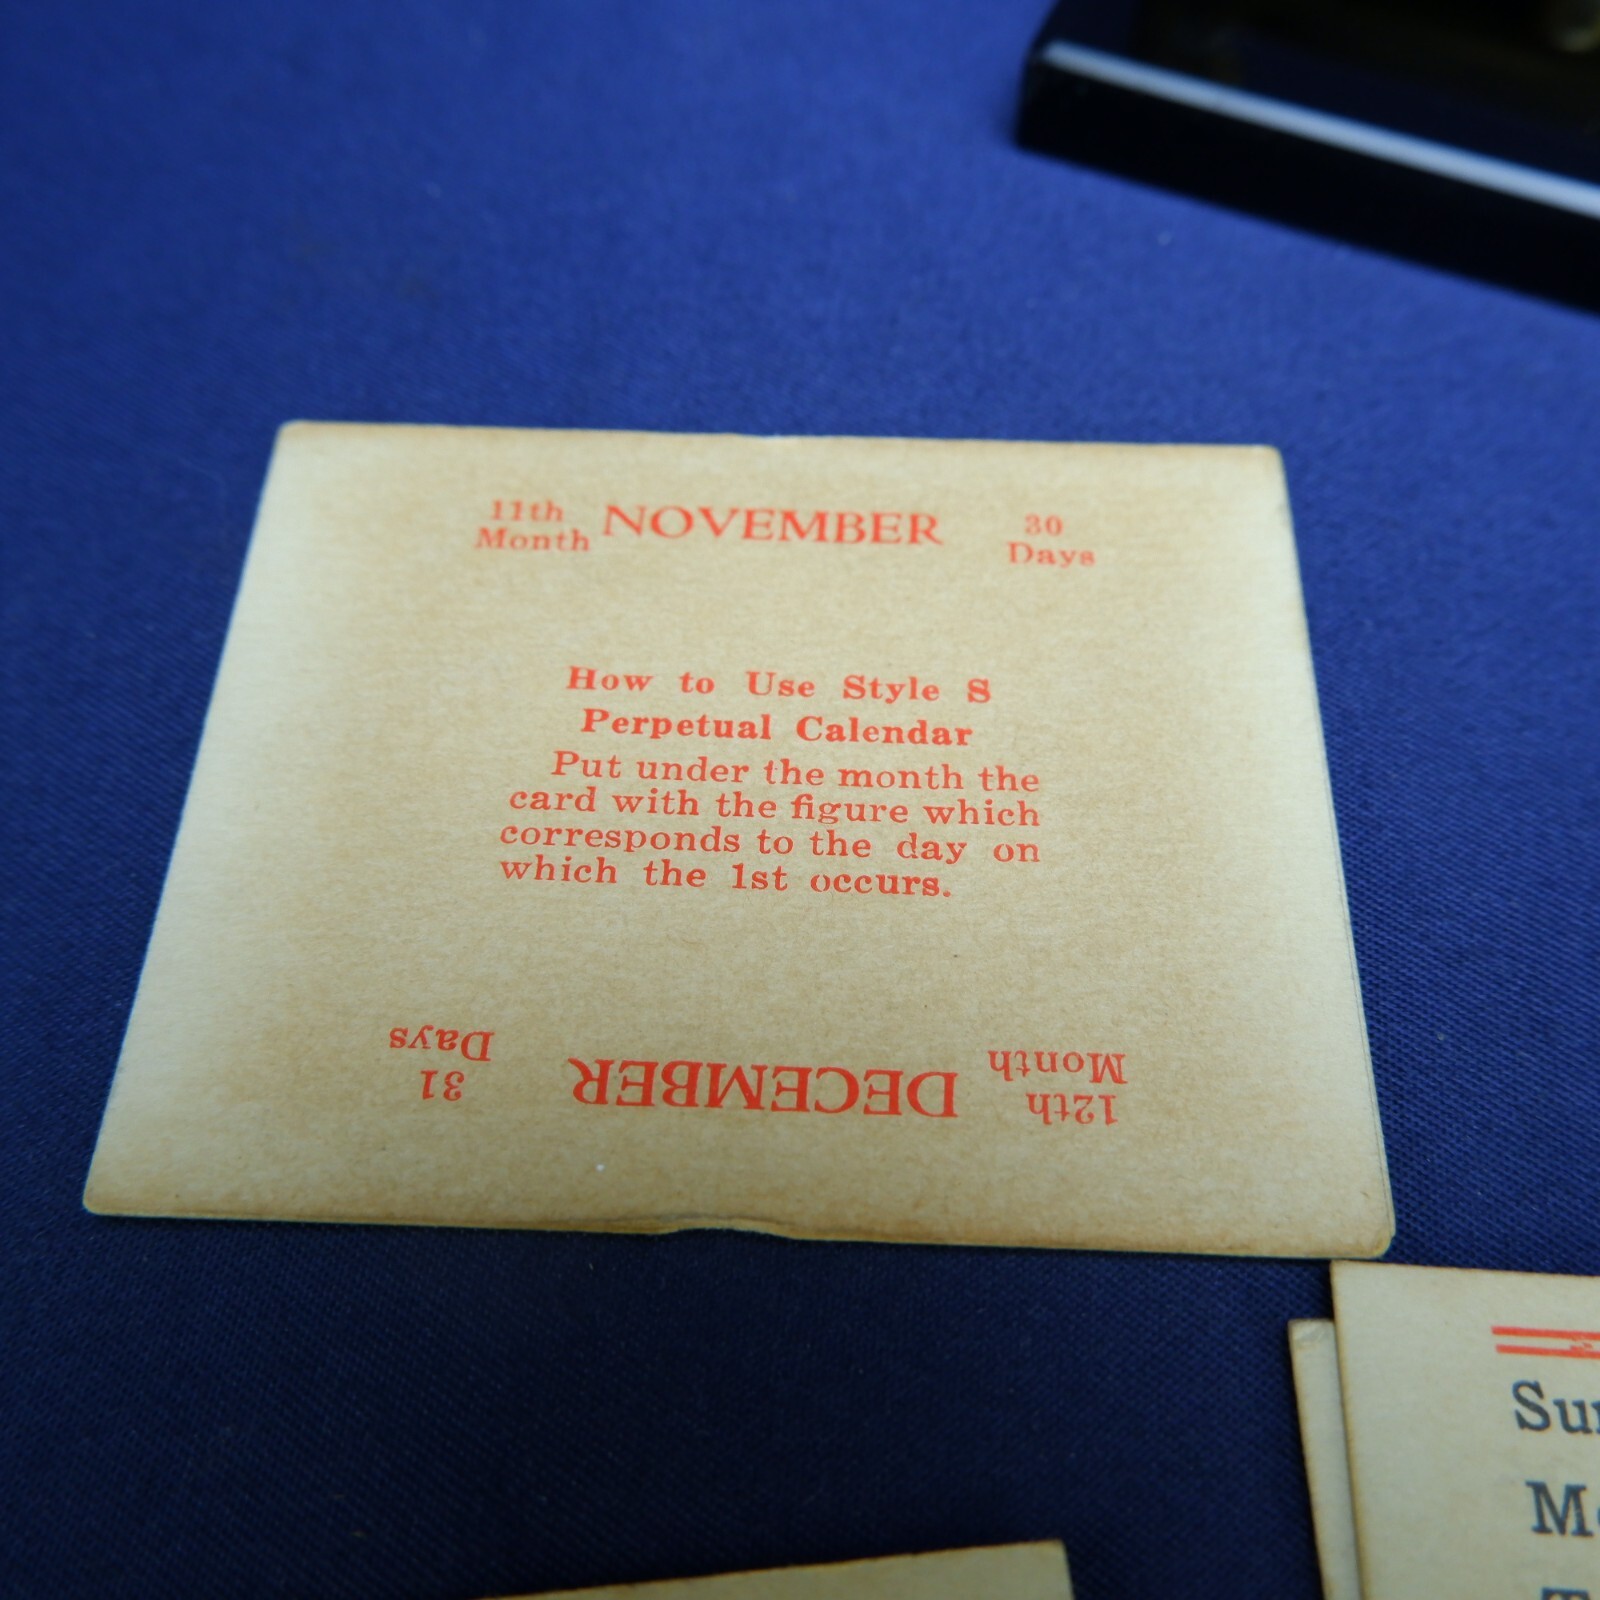 11th
Month
NOVEMBER
30
Days
How to Use Style S
Perpetual Calendar
Put under the month the
card with the figure which
corresponds to the day on
which the 1st occurs.
12th
Month
DECEMBER
31
Days